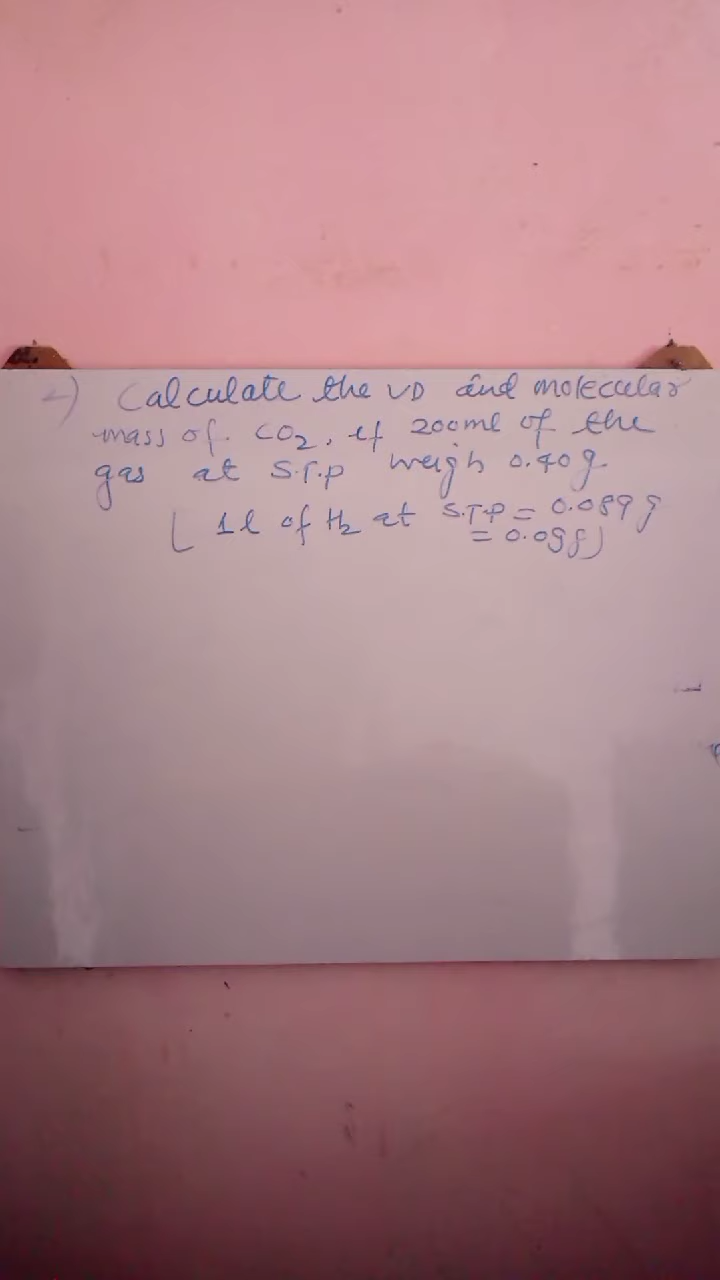 2) Calculate the VD and molecular
mass of CO2, if 200ml of the
gas at S.T.P weigh 0.40g
[ 1l of H2 at S.T.P = 0.089g
= 0.09g)